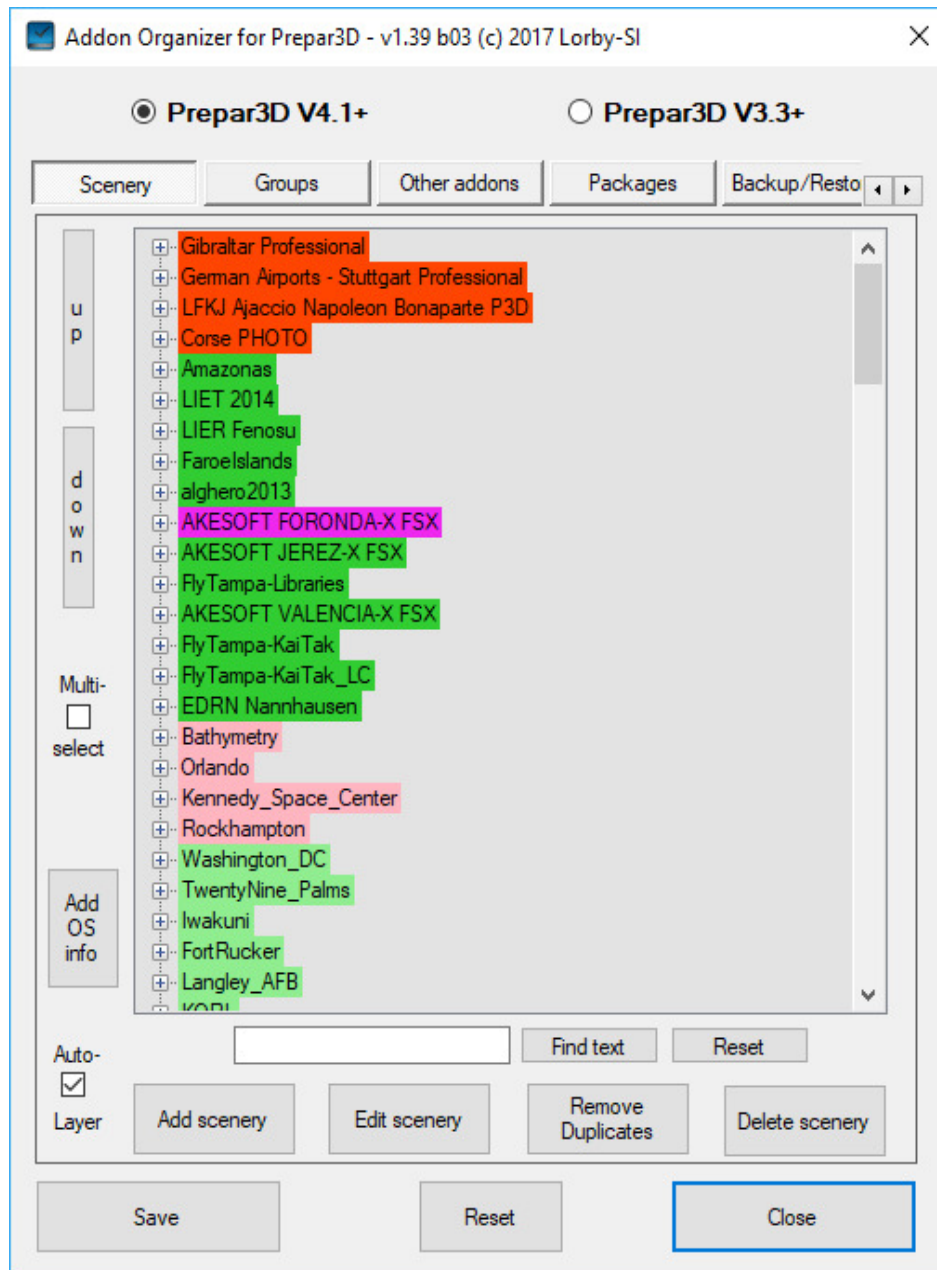 Addon Organizer for Prepar3D - v1.39 b03 (c) 2017 Lorby-SI
Prepar3D V4.1+
Prepar3D V3.3+
Scenery
Groups
Other addons
Packages
Backup/Resto
up
down
Multi-
select
Add
OS
info
Auto-
Layer
Gibraltar Professional
German Airports - Stuttgart Professional
LFKJ Ajaccio Napoleon Bonaparte P3D
Corse PHOTO
Amazonas
LIET 2014
LIER Fenosu
FaroeIslands
alghero2013
AKESOFT FORONDA-X FSX
AKESOFT JEREZ-X FSX
FlyTampa-Libraries
AKESOFT VALENCIA-X FSX
FlyTampa-KaiTak
FlyTampa-KaiTak_LC
EDRN Nannhausen
Bathymetry
Orlando
Kennedy_Space_Center
Rockhampton
Washington_DC
TwentyNine_Palms
Iwakuni
FortRucker
Langley_AFB
Find text
Reset
Add scenery
Edit scenery
Remove
Duplicates
Delete scenery
Save
Reset
Close